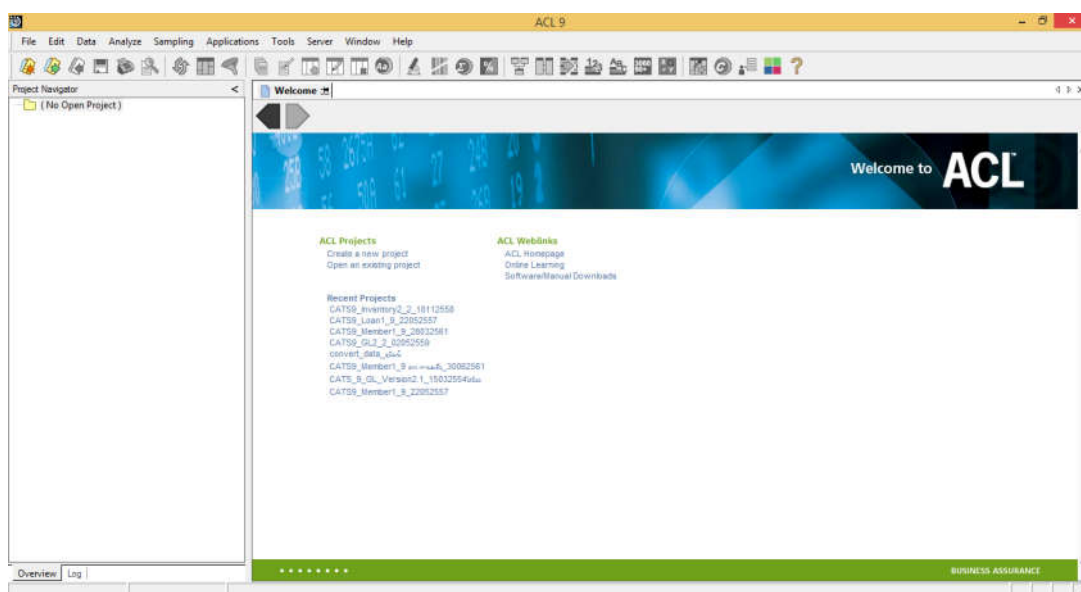 ACL 9
File Edit Data Analyze Sampling Applications Tools Server Window Help
Project Navigator
( No Open Project )
Welcome
Welcome to ACL
ACL Projects
Create a new project
Open an existing project
ACL Weblinks
ACL Homepage
Online Learning
Software/Manual Downloads
Recent Projects
CATS9_Inventory2_2_18112558
CATS9_Loan1_9_22052557
CATS9_Member1_9_28032561
CATS9_GL2_2_02052559
convert_data_
CATS9_Member1_9 _30062561
CATS_9_GL_Version2.1_15032554
CATS9_Member1_9_22052557
Overview Log
BUSINESS ASSURANCE